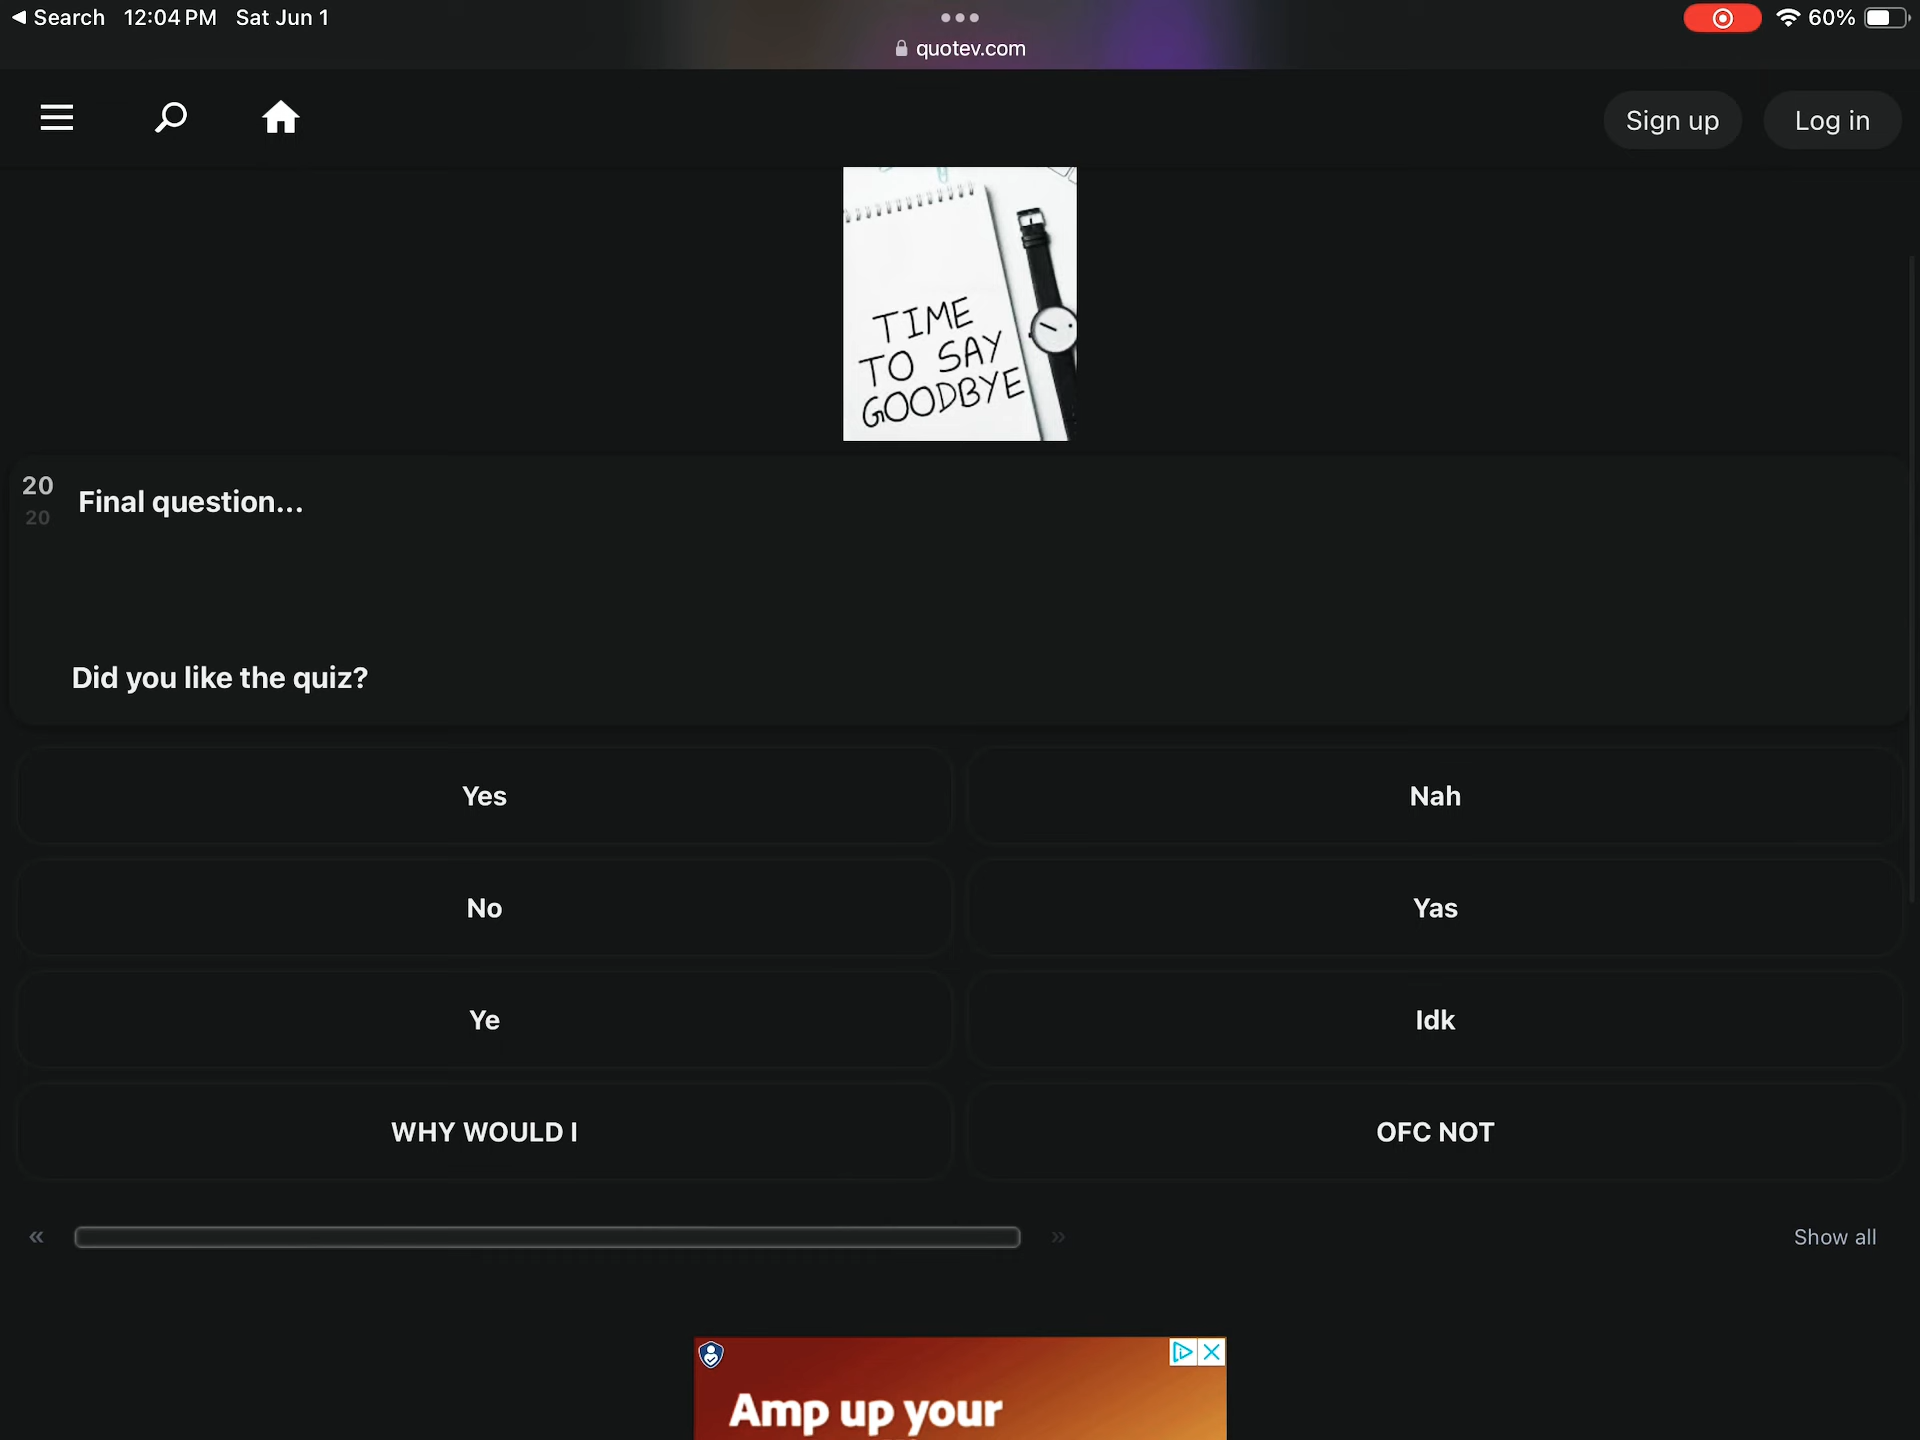 Search 12:04 PM Sat Jun 1
60%
quotev.com
Sign up
Log in
TIME
TO SAY
GOODBYE
20
20
Final question...
Did you like the quiz?
Yes
Nah
No
Yas
Ye
Idk
WHY WOULD I
OFC NOT
«
»
Show all
Amp up your